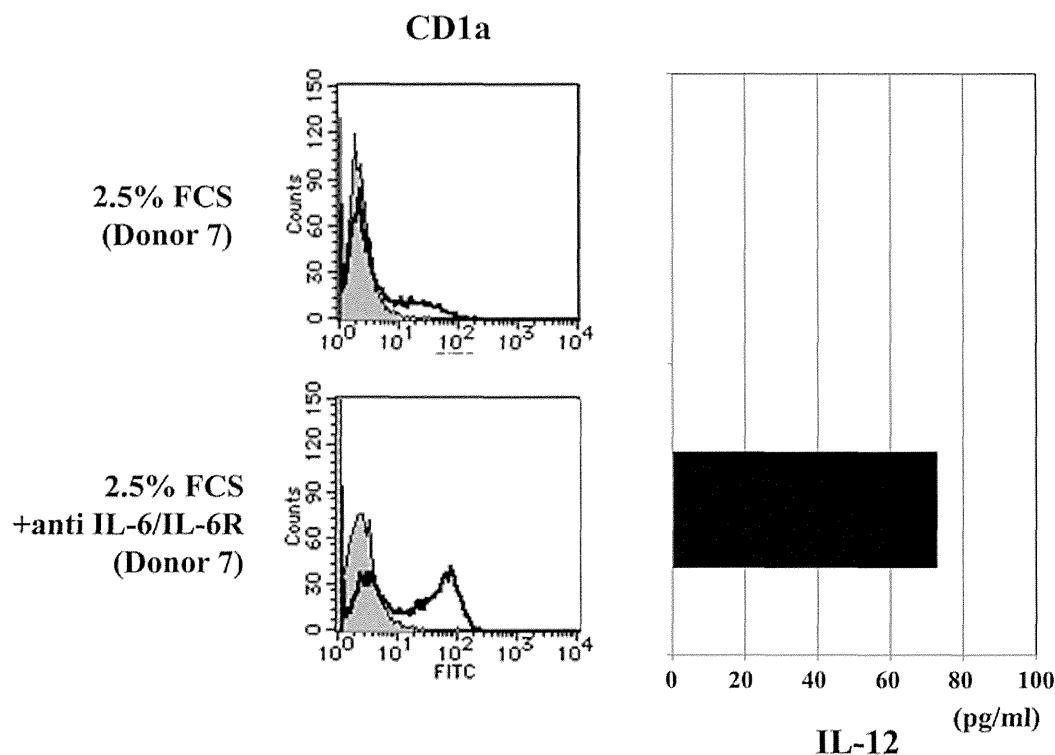 CD1a
2.5% FCS
(Donor 7)
Counts
150
120
90
60
30
0
10^0 10^1 10^2 10^3 10^4
2.5% FCS
+anti IL-6/IL-6R
(Donor 7)
Counts
150
120
90
60
30
0
10^0 10^1 10^2 10^3 10^4
FITC
0 20 40 60 80 100
(pg/ml)
IL-12